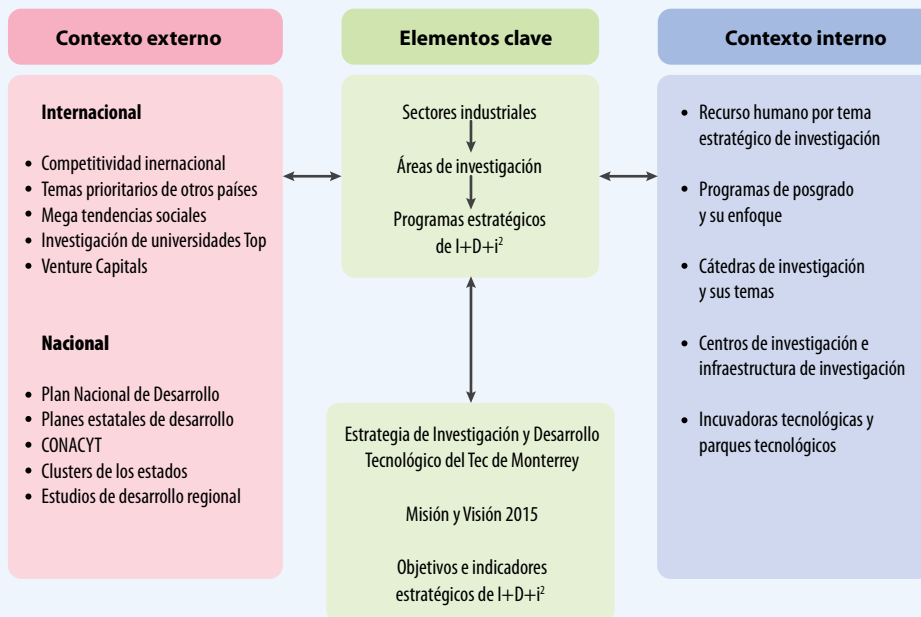 Contexto externo
Internacional
• Competitividad inernacional
• Temas prioritarios de otros países
• Mega tendencias sociales
• Investigación de universidades Top
• Venture Capitals
Nacional
• Plan Nacional de Desarrollo
• Planes estatales de desarrollo
• CONACYT
• Clusters de los estados
• Estudios de desarrollo regional
Elementos clave
Sectores industriales
Áreas de investigación
Programas estratégicos
de I+D+i²
Estrategia de Investigación y Desarrollo
Tecnológico del Tec de Monterrey
Misión y Visión 2015
Objetivos e indicadores
estratégicos de I+D+i²
Contexto interno
• Recurso humano por tema
estratégico de investigación
• Programas de posgrado
y su enfoque
• Cátedras de investigación
y sus temas
• Centros de investigación e
infraestructura de investigación
• Incuvadoras tecnológicas y
parques tecnológicos